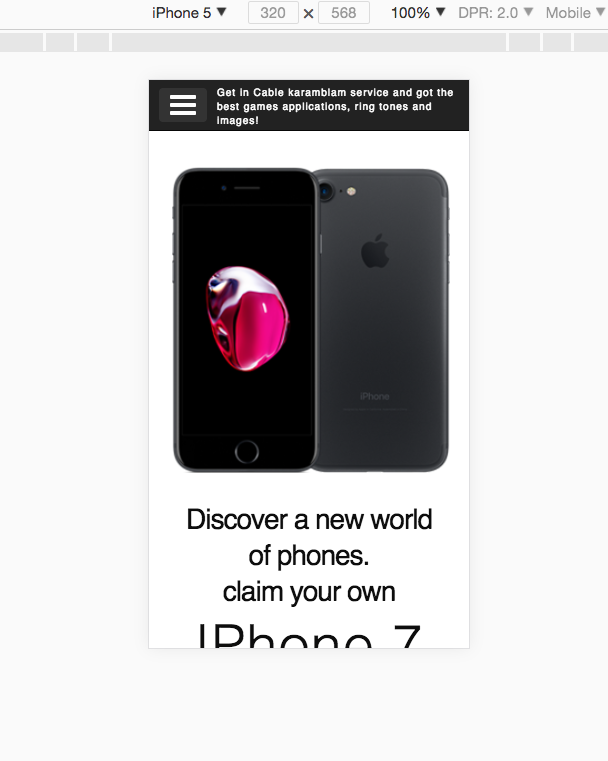 iPhone 5 ▼ 320 × 568 100% ▼ DPR: 2.0 ▼ Mobile ▼
Get in Cable karamblam service and got the
best games applications, ring tones and
images!
iPhone
Discover a new world
of phones.
claim your own
IPhone 7